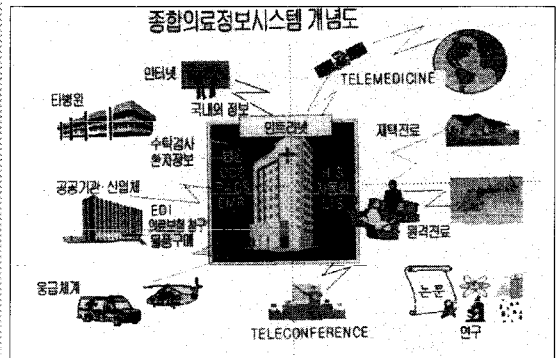 종합의료정보시스템 개념도
인터넷
국내외 정보
TELEMEDICINE
타병원
수탁검사
환자정보
인트라넷
재택진료
공공기관·산업체
EDI
의료보험 청구
물품구매
원격진료
응급체계
TELECONFERENCE
논문
연구